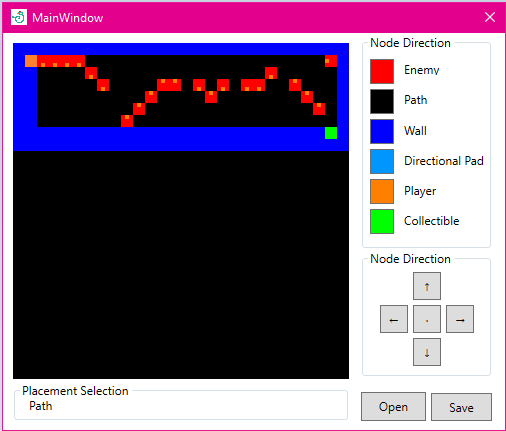 MainWindow
Node Direction
Enemy
Path
Wall
Directional Pad
Player
Collectible
Node Direction
↑
← · →
↓
Placement Selection
Path
Open Save